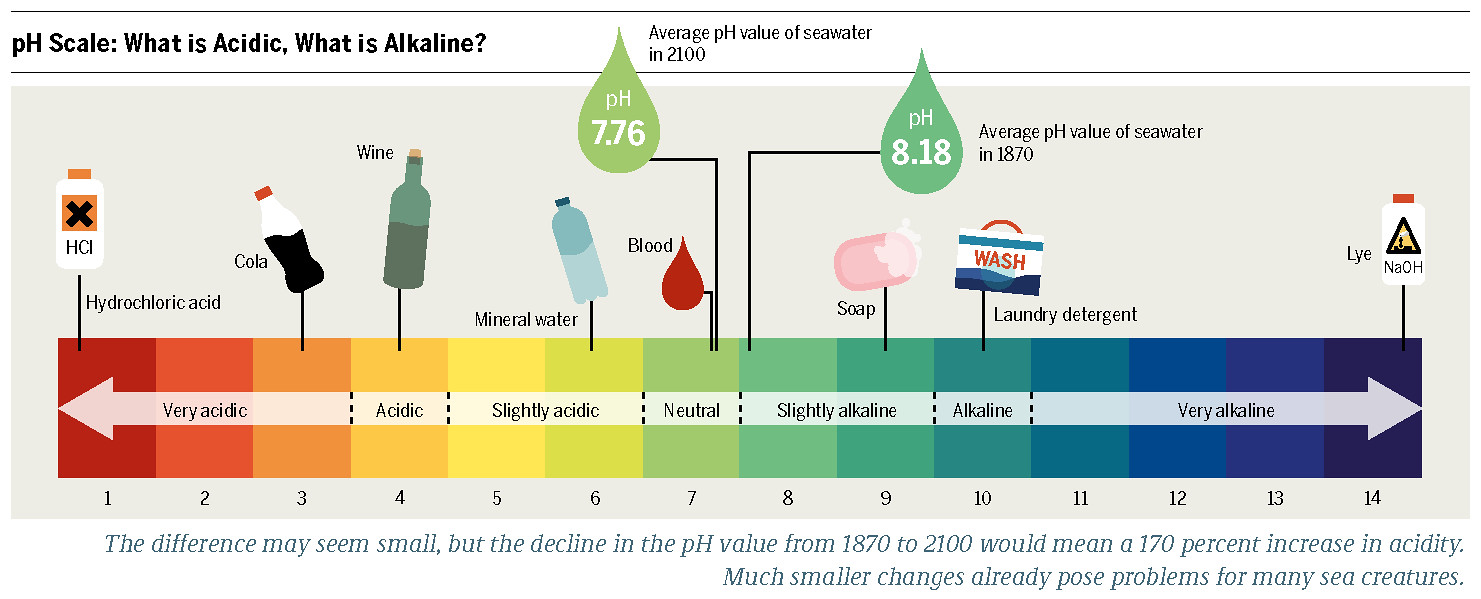 pH Scale: What is Acidic, What is Alkaline?
Average pH value of seawater
in 2100
pH
7.76
pH
8.18
Average pH value of seawater
in 1870
Wine
HCl
Hydrochloric acid
Cola
Mineral water
Blood
Soap
WASH
Laundry detergent
Lye
NaOH
Very acidic
Acidic
Slightly acidic
Neutral
Slightly alkaline
Alkaline
Very alkaline
1 2 3 4 5 6 7 8 9 10 11 12 13 14
The difference may seem small, but the decline in the pH value from 1870 to 2100 would mean a 170 percent increase in acidity.
Much smaller changes already pose problems for many sea creatures.